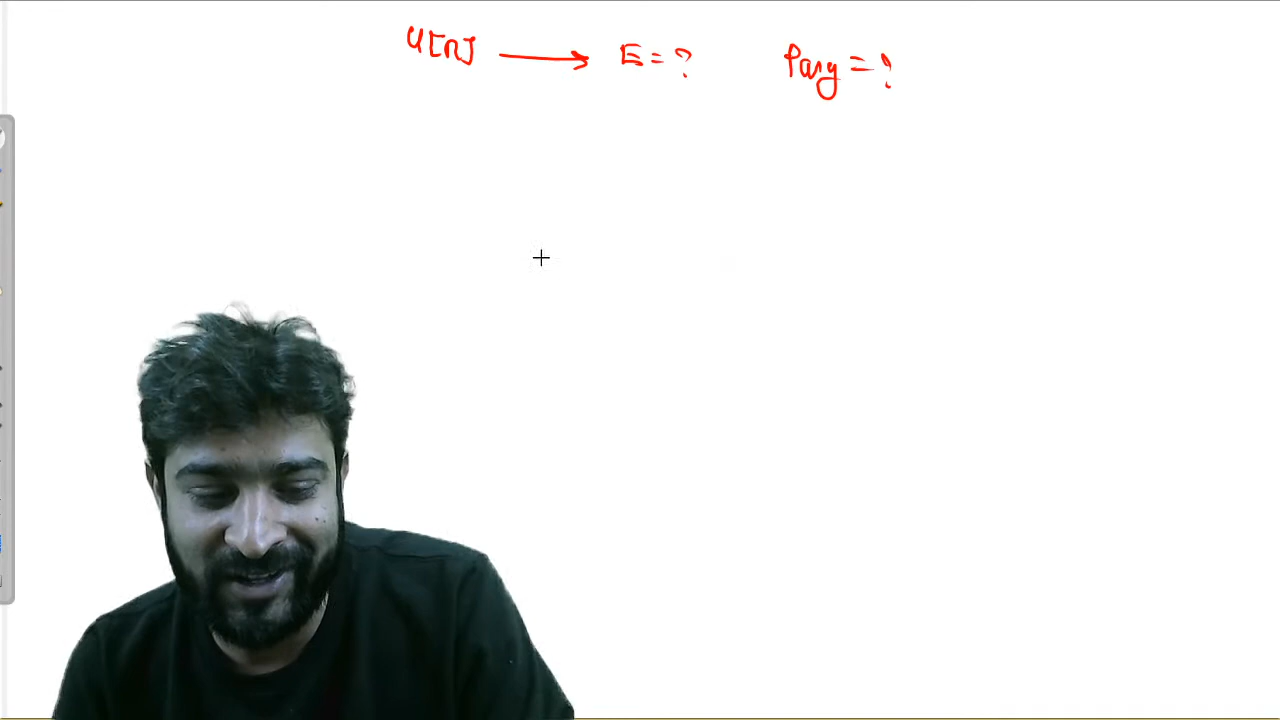 u[n] ⟶ E = ? Pavg = ?